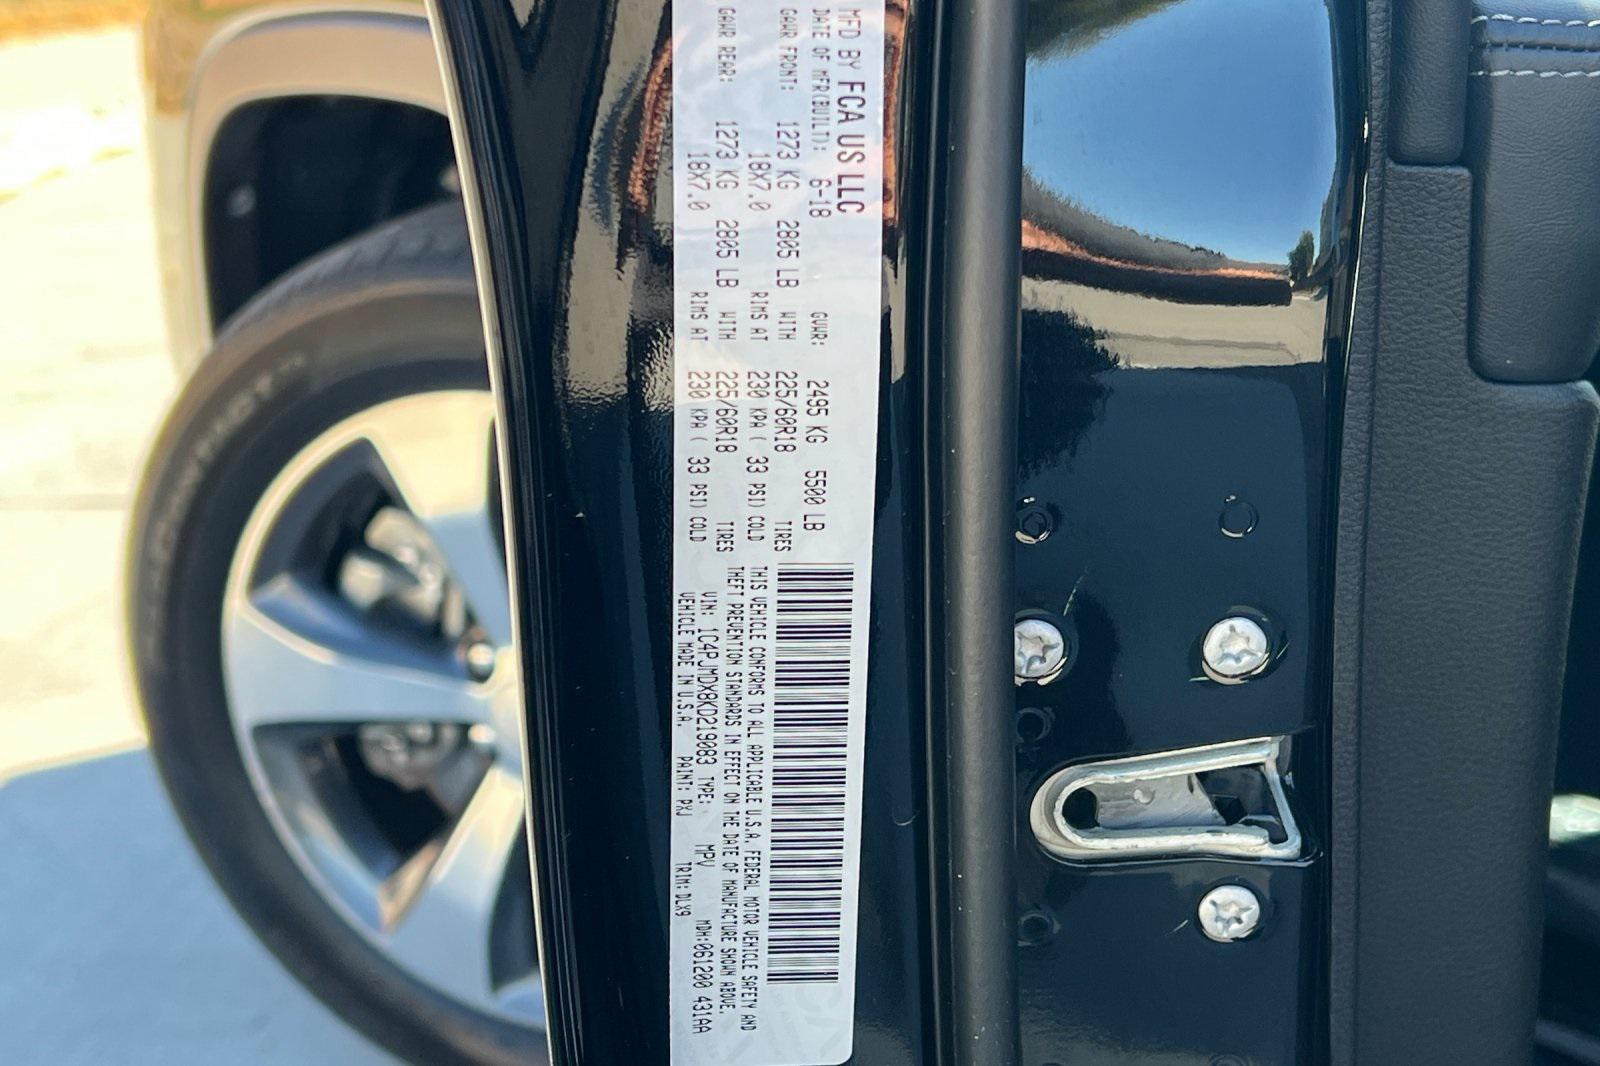 MFD BY FCA US LLC
DATE OF MFR(BUILT): 6-18 GVWR: 2495 KG 5500 LB
GAWR FRONT: 1273 KG 2805 LB WITH 225/60R18 TIRES
18X7.0 RIMS AT 230 KPA ( 33 PSI) COLD
GAWR REAR: 1273 KG 2805 LB WITH 225/60R18 TIRES
18X7.0 RIMS AT 230 KPA ( 33 PSI) COLD
THIS VEHICLE CONFORMS TO ALL APPLICABLE U.S.A. FEDERAL MOTOR VEHICLE SAFETY AND
THEFT PREVENTION STANDARDS IN EFFECT ON THE DATE OF MANUFACTURE SHOWN ABOVE.
VIN: 1C4PJMDX8KD219083 TYPE: MPV MDH:061200 431AA
VEHICLE MADE IN U.S.A. PAINT: PXJ TRIM:DLX9